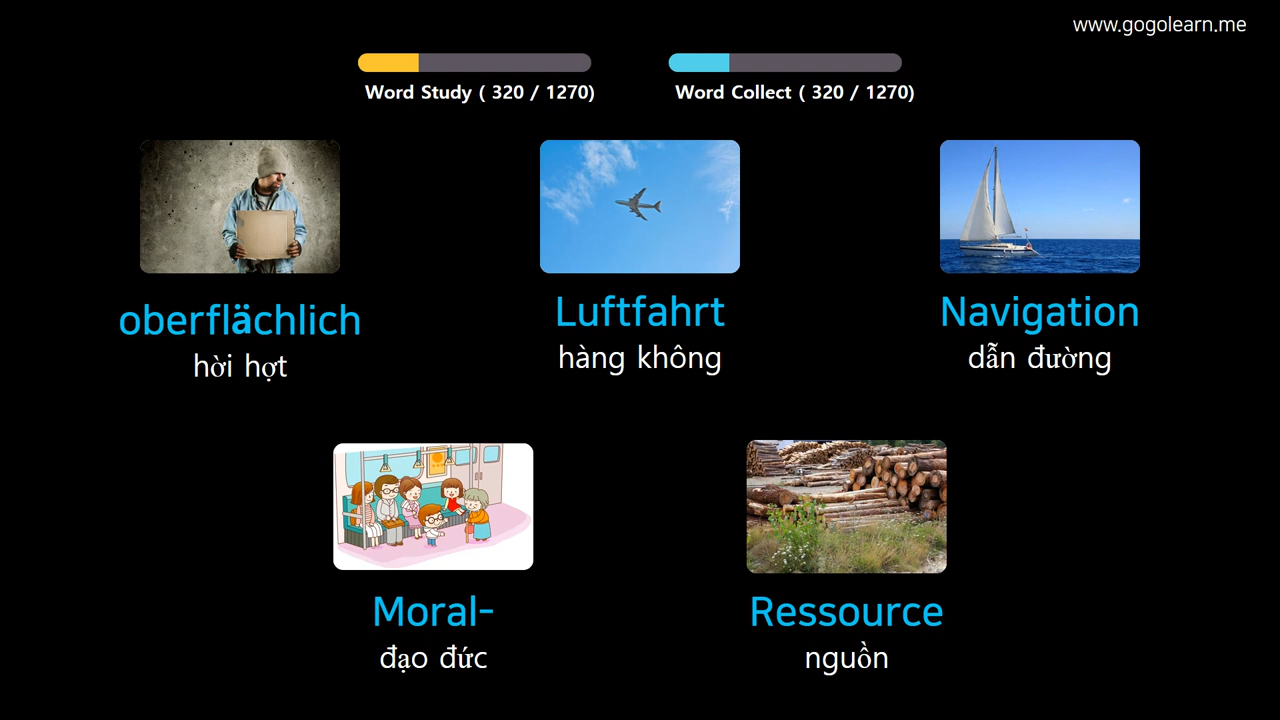 www.gogolearn.me
Word Study ( 320 / 1270)
Word Collect ( 320 / 1270)
oberflächlich
hời hợt
Luftfahrt
hàng không
Navigation
dẫn đường
Moral-
đạo đức
Ressource
nguồn